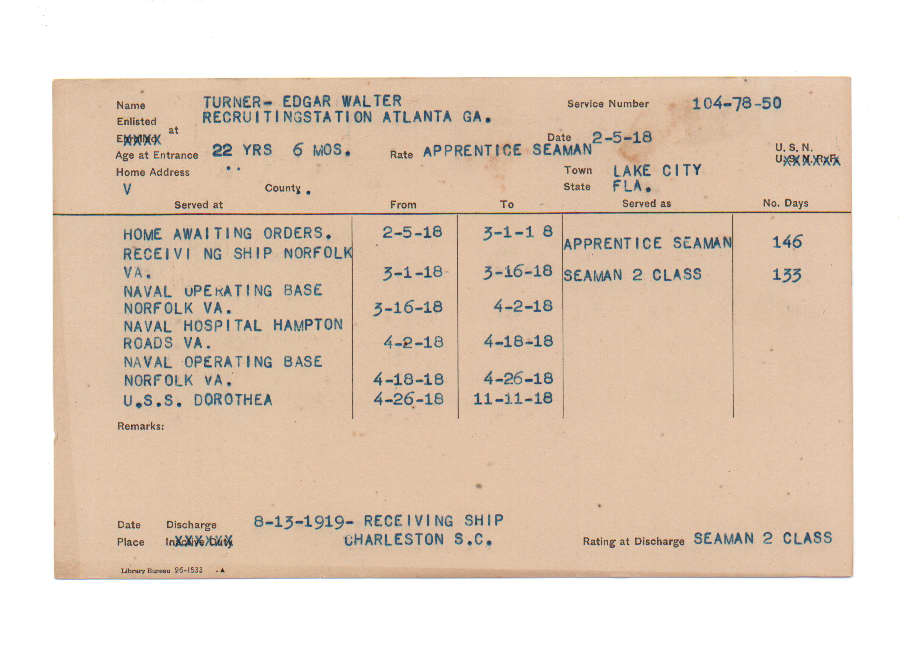 Name TURNER- EDGAR WALTER Service Number 104-78-50
Enlisted at RECRUITINGSTATION ATLANTA GA.
Date 2-5-18
Age at Entrance 22 YRS 6 MOS. Rate APPRENTICE SEAMAN U. S. N.
Home Address Town LAKE CITY U. S. N. R. F.
V County. State FLA.
Served at From To Served as No. Days
HOME AWAITING ORDERS. 2-5-18 3-1-1 8 APPRENTICE SEAMAN 146
RECEIVI NG SHIP NORFOLK
VA. 3-1-18 3-16-18 SEAMAN 2 CLASS 133
NAVAL OPERATING BASE
NORFOLK VA. 3-16-18 4-2-18
NAVAL HOSPITAL HAMPTON
ROADS VA. 4-2-18 4-18-18
NAVAL OPERATING BASE
NORFOLK VA. 4-18-18 4-26-18
U.S.S. DOROTHEA 4-26-18 11-11-18
Remarks:
Date Discharge 8-13-1919- RECEIVING SHIP
Place Inactive Duty CHARLESTON S.C. Rating at Discharge SEAMAN 2 CLASS
Library Bureau 26-1533